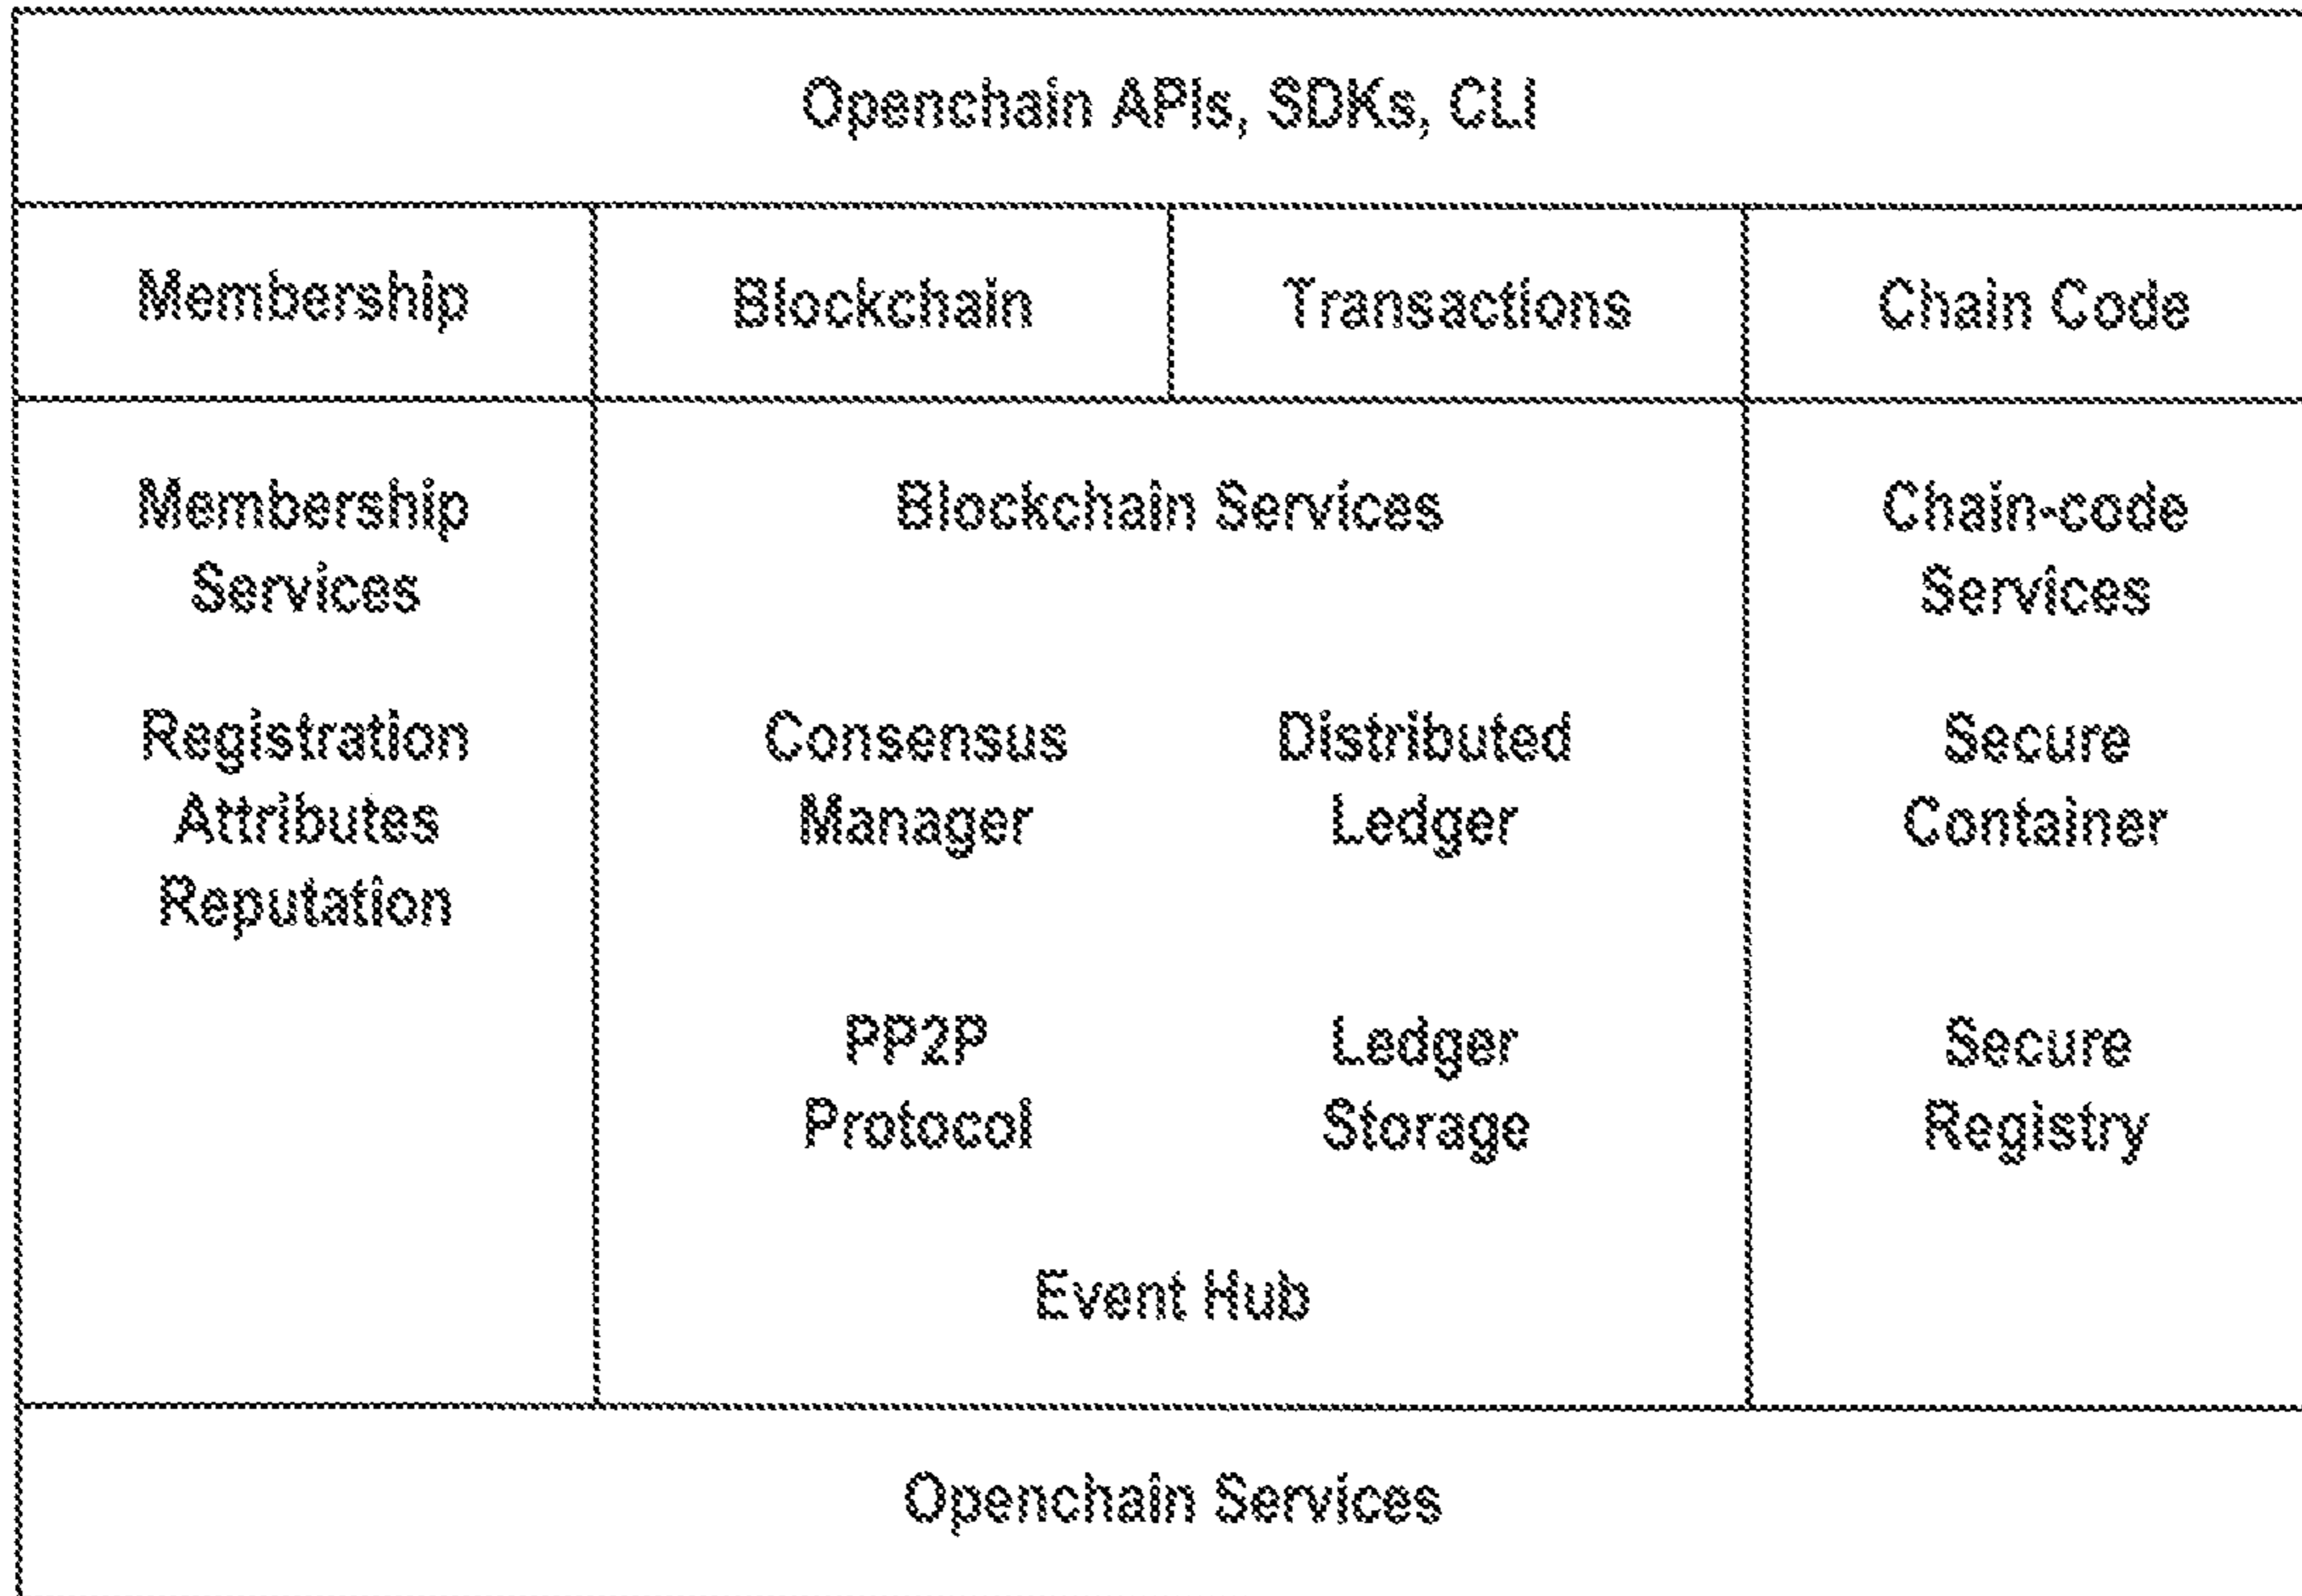 Openchain APIs, SDKs, CLI
Membership
Blockchain
Transactions
Chain Code
Membership
Services
Registration
Attributes
Reputation
Blockchain Services
Consensus
Manager
Distributed
Ledger
PP2P
Protocol
Ledger
Storage
Event Hub
Chain-code
Services
Secure
Container
Secure
Registry
Openchain Services